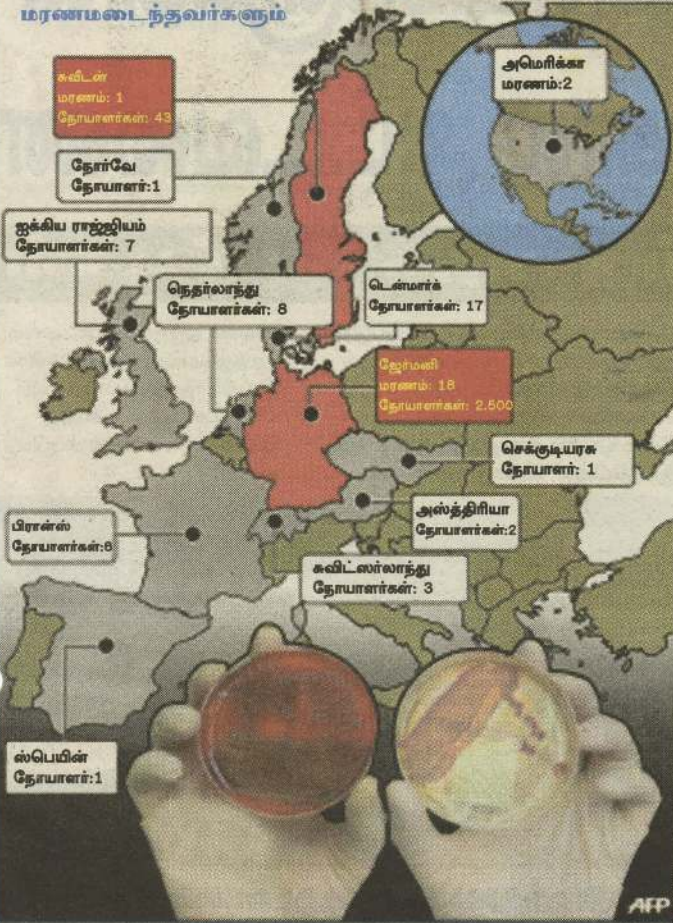 மரணமடைந்தவர்களும்
சுவீடன்
மரணம்: 1
நோயாளர்கள்: 43
அமெரிக்கா
மரணம்:2
நோர்வே
நோயாளர்:1
ஐக்கிய ராஜ்ஜியம்
நோயாளர்கள்: 7
நெதர்லாந்து
நோயாளர்கள்: 8
டென்மார்க்
நோயாளர்கள்: 17
ஜேர்மனி
மரணம்: 18
நோயாளர்கள்: 2.500
செக்குடியரசு
நோயாளர்: 1
அஸ்த்திரியா
நோயாளர்கள்:2
பிரான்ஸ்
நோயாளர்கள்:6
சுவிட்ஸர்லாந்து
நோயாளர்கள்: 3
ஸ்பெயின்
நோயாளர்:1
AFP